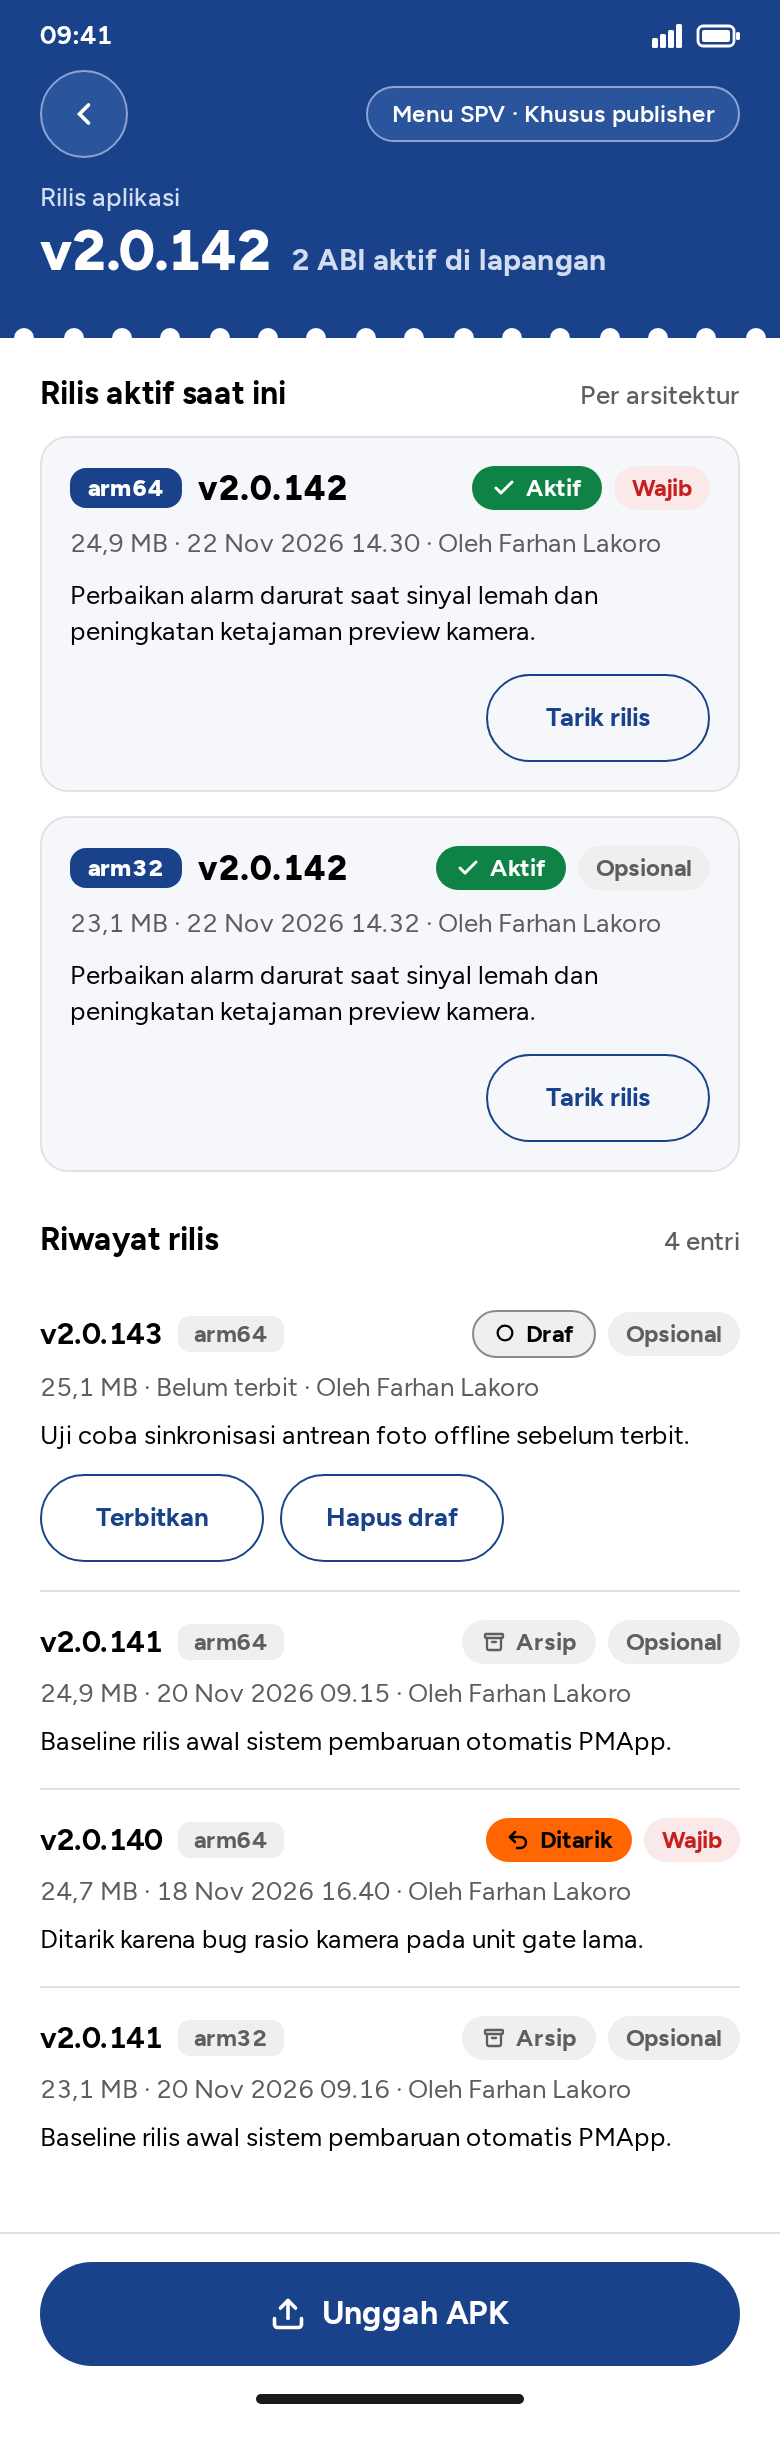 09:41
Menu SPV · Khusus publisher
Rilis aplikasi
v2.0.142 2 ABI aktif di lapangan
Rilis aktif saat ini Per arsitektur
arm64 v2.0.142 Aktif Wajib
24,9 MB · 22 Nov 2026 14.30 · Oleh Farhan Lakoro
Perbaikan alarm darurat saat sinyal lemah dan
peningkatan ketajaman preview kamera.
Tarik rilis
arm32 v2.0.142 Aktif Opsional
23,1 MB · 22 Nov 2026 14.32 · Oleh Farhan Lakoro
Perbaikan alarm darurat saat sinyal lemah dan
peningkatan ketajaman preview kamera.
Tarik rilis
Riwayat rilis 4 entri
v2.0.143 arm64 Draf Opsional
25,1 MB · Belum terbit · Oleh Farhan Lakoro
Uji coba sinkronisasi antrean foto offline sebelum terbit.
Terbitkan Hapus draf
v2.0.141 arm64 Arsip Opsional
24,9 MB · 20 Nov 2026 09.15 · Oleh Farhan Lakoro
Baseline rilis awal sistem pembaruan otomatis PMApp.
v2.0.140 arm64 Ditarik Wajib
24,7 MB · 18 Nov 2026 16.40 · Oleh Farhan Lakoro
Ditarik karena bug rasio kamera pada unit gate lama.
v2.0.141 arm32 Arsip Opsional
23,1 MB · 20 Nov 2026 09.16 · Oleh Farhan Lakoro
Baseline rilis awal sistem pembaruan otomatis PMApp.
Unggah APK